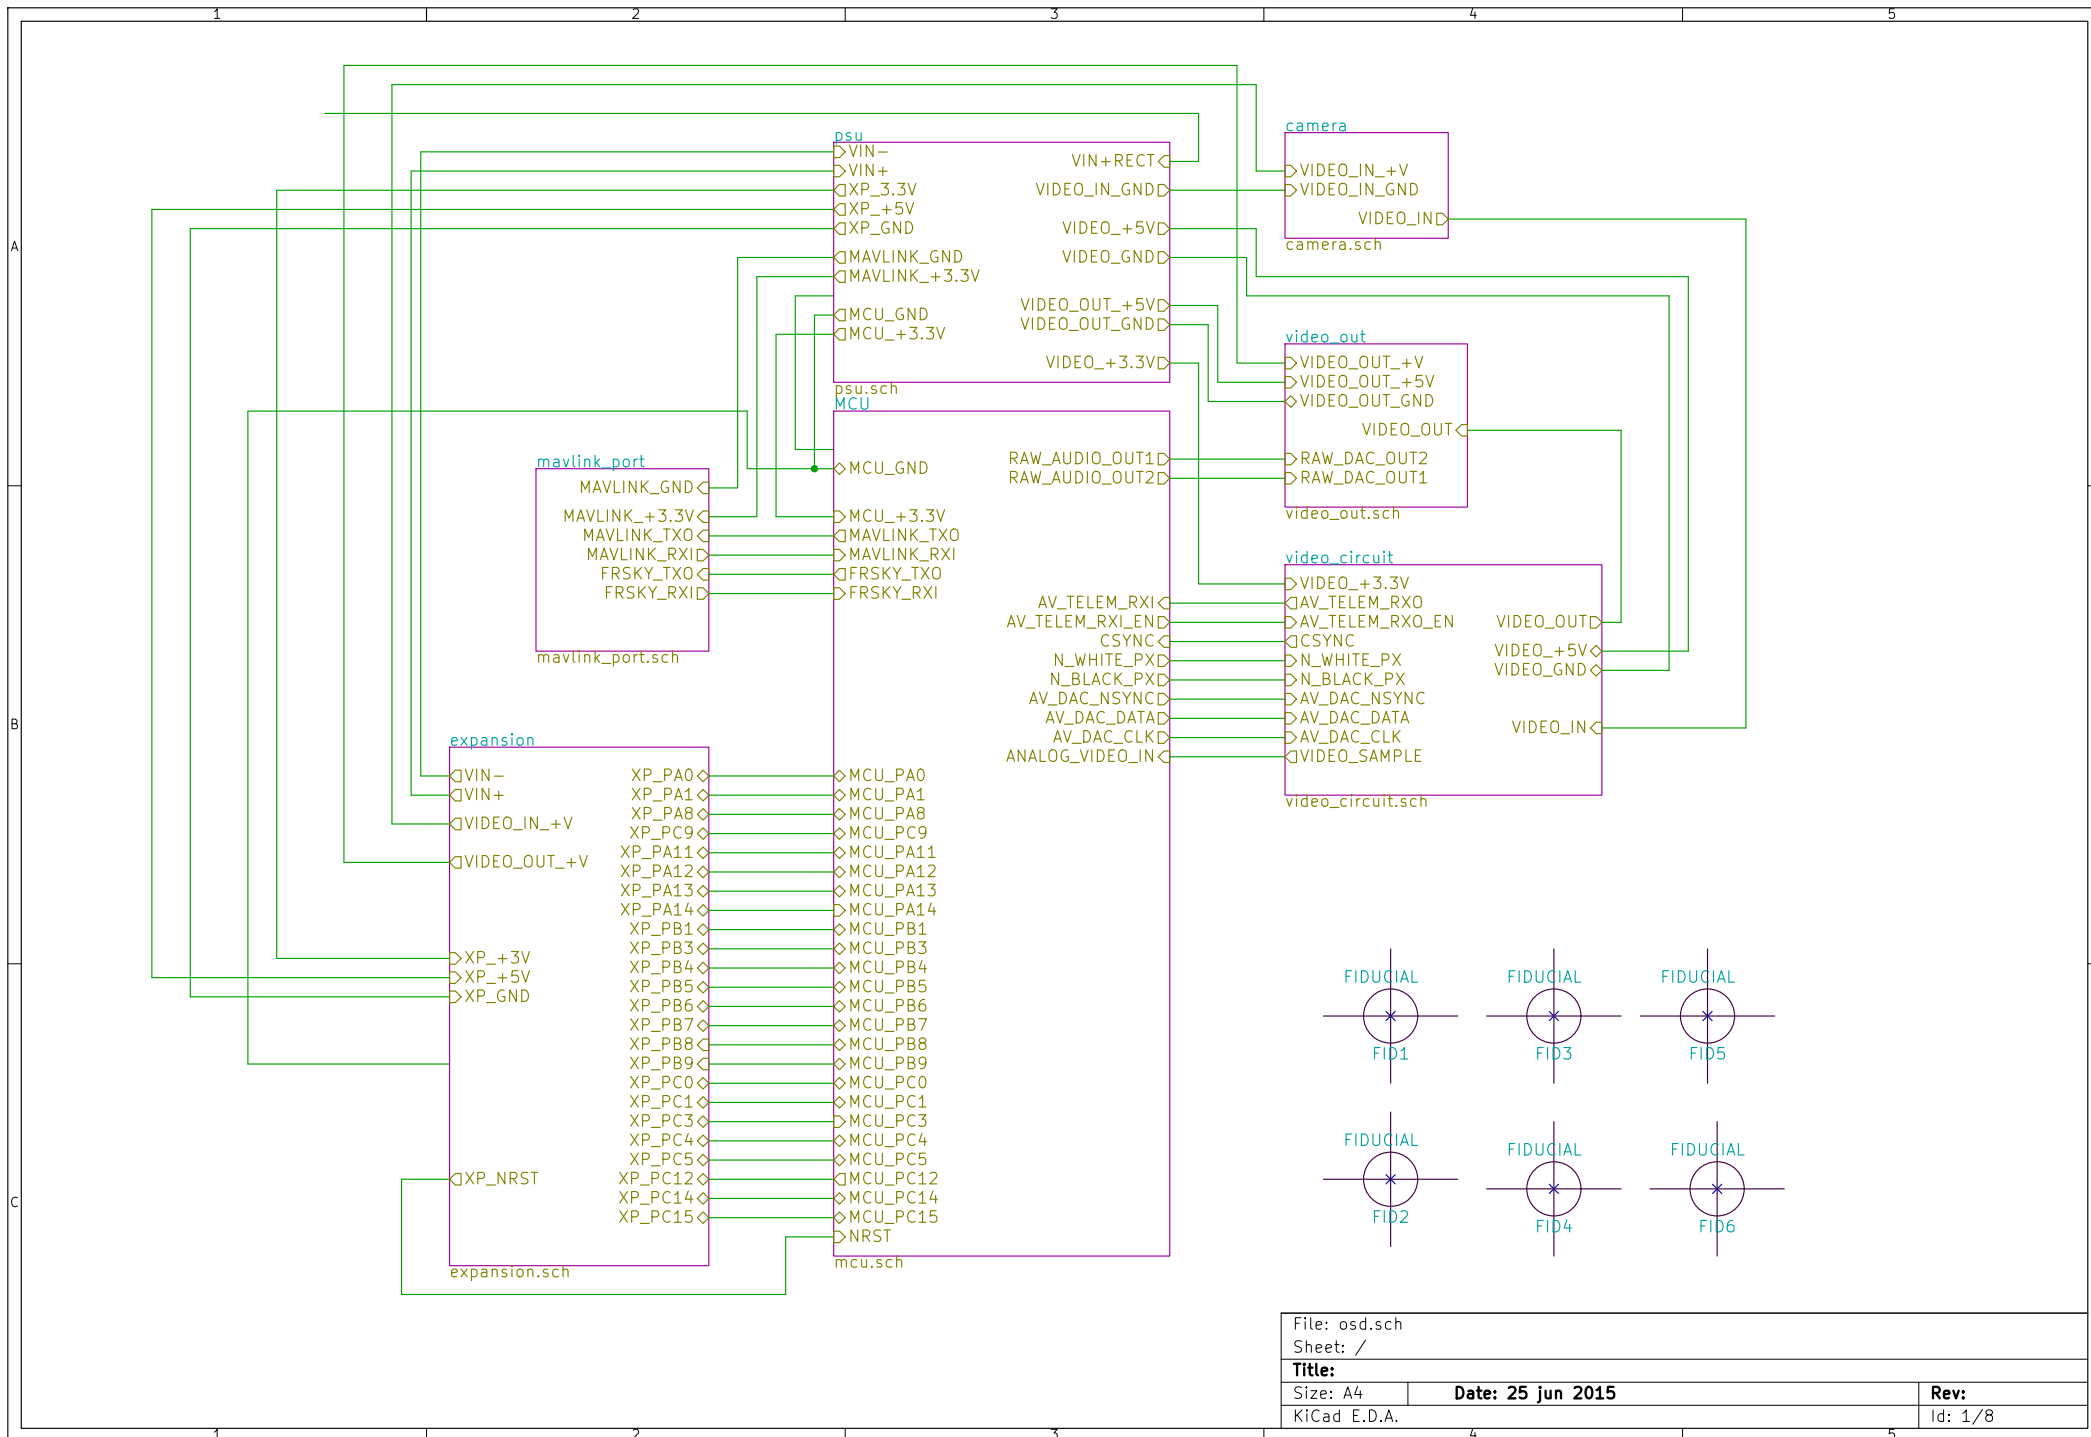 1 2 3 4 5
A
B
C
psu
VIN-
VIN+
XP_3.3V
XP_+5V
XP_GND
MAVLINK_GND
MAVLINK_+3.3V
MCU_GND
MCU_+3.3V
VIN+RECT
VIDEO_IN_GND
VIDEO_+5V
VIDEO_GND
VIDEO_OUT_+5V
VIDEO_OUT_GND
VIDEO_+3.3V
psu.sch
camera
VIDEO_IN_+V
VIDEO_IN_GND
VIDEO_IN
camera.sch
video_out
VIDEO_OUT_+V
VIDEO_OUT_+5V
VIDEO_OUT_GND
VIDEO_OUT
RAW_DAC_OUT2
RAW_DAC_OUT1
video_out.sch
mavlink_port
MAVLINK_GND
MAVLINK_+3.3V
MAVLINK_TXO
MAVLINK_RXI
FRSKY_TXO
FRSKY_RXI
mavlink_port.sch
MCU
MCU_GND
MCU_+3.3V
MAVLINK_TXO
MAVLINK_RXI
FRSKY_TXO
FRSKY_RXI
MCU_PA0
MCU_PA1
MCU_PA8
MCU_PC9
MCU_PA11
MCU_PA12
MCU_PA13
MCU_PA14
MCU_PB1
MCU_PB3
MCU_PB4
MCU_PB5
MCU_PB6
MCU_PB7
MCU_PB8
MCU_PB9
MCU_PC0
MCU_PC1
MCU_PC3
MCU_PC4
MCU_PC5
MCU_PC12
MCU_PC14
MCU_PC15
NRST
RAW_AUDIO_OUT1
RAW_AUDIO_OUT2
AV_TELEM_RXI
AV_TELEM_RXI_EN
CSYNC
N_WHITE_PX
N_BLACK_PX
AV_DAC_NSYNC
AV_DAC_DATA
AV_DAC_CLK
ANALOG_VIDEO_IN
mcu.sch
video_circuit
VIDEO_+3.3V
AV_TELEM_RXO
AV_TELEM_RXO_EN
CSYNC
N_WHITE_PX
N_BLACK_PX
AV_DAC_NSYNC
AV_DAC_DATA
AV_DAC_CLK
VIDEO_SAMPLE
VIDEO_OUT
VIDEO_+5V
VIDEO_GND
VIDEO_IN
video_circuit.sch
expansion
VIN-
VIN+
VIDEO_IN_+V
VIDEO_OUT_+V
XP_+3V
XP_+5V
XP_GND
XP_NRST
XP_PA0
XP_PA1
XP_PA8
XP_PC9
XP_PA11
XP_PA12
XP_PA13
XP_PA14
XP_PB1
XP_PB3
XP_PB4
XP_PB5
XP_PB6
XP_PB7
XP_PB8
XP_PB9
XP_PC0
XP_PC1
XP_PC3
XP_PC4
XP_PC5
XP_PC12
XP_PC14
XP_PC15
expansion.sch
FIDUCIAL FIDUCIAL FIDUCIAL
FID1 FID3 FID5
FIDUCIAL FIDUCIAL FIDUCIAL
FID2 FID4 FID6
File: osd.sch
Sheet: /
Title:
Size: A4 Date: 25 jun 2015 Rev:
KiCad E.D.A. Id: 1/8
1 2 3 4 5